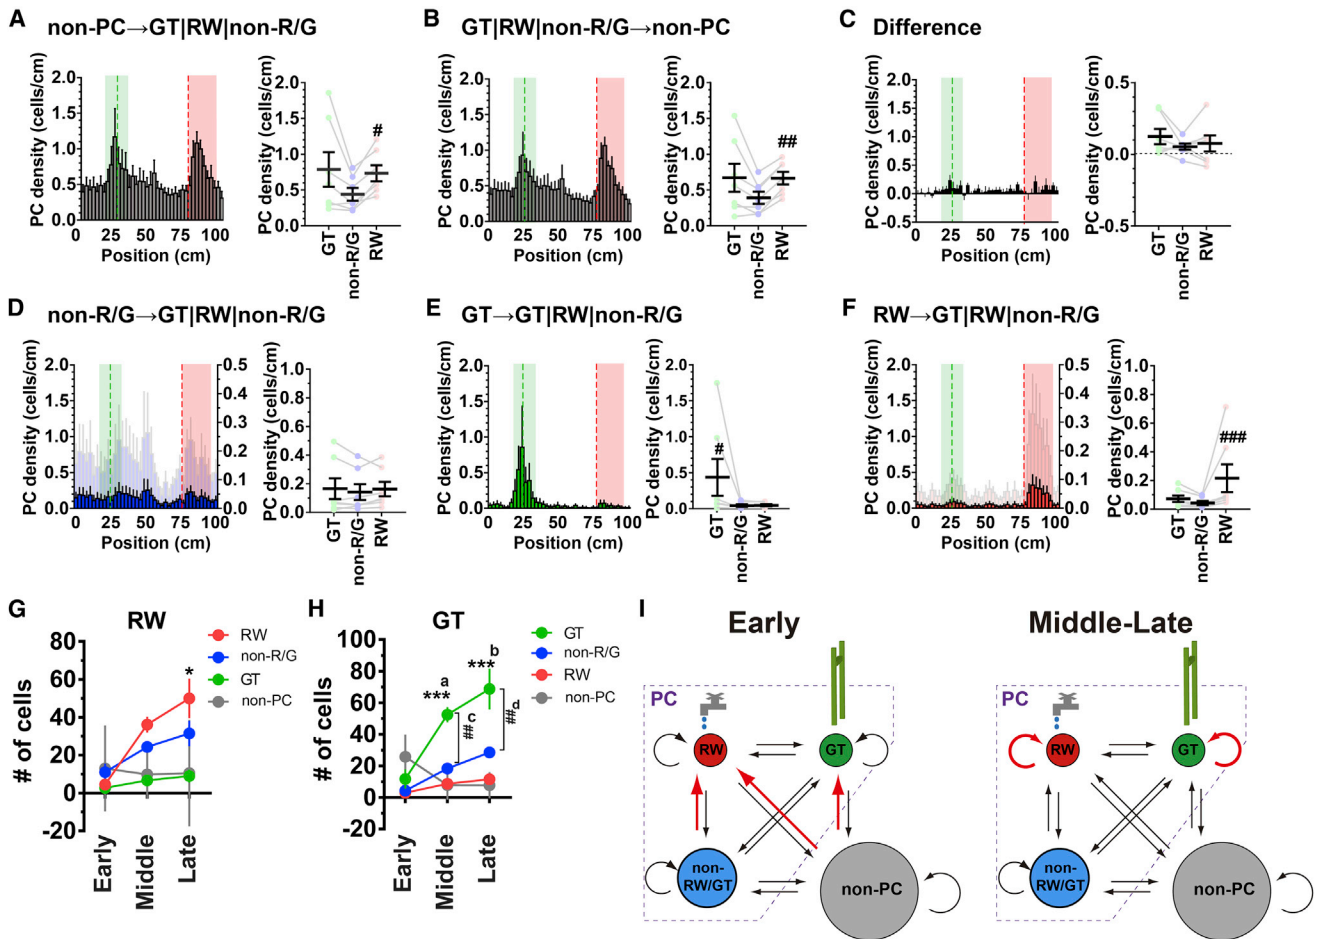 A non-PC→GT|RW|non-R/G
PC density (cells/cm)
2.0
1.5
1.0
0.5
0.0
0 25 50 75 100
Position (cm)
PC density (cells/cm)
2.0
1.5
1.0
0.5
0.0
#
GT
non-R/G
RW
B GT|RW|non-R/G→non-PC
PC density (cells/cm)
2.0
1.5
1.0
0.5
0.0
0 25 50 75 100
Position (cm)
PC density (cells/cm)
2.0
1.5
1.0
0.5
0.0
##
GT
non-R/G
RW
C Difference
PC density (cells/cm)
2.0
1.5
1.0
0.5
0.0
-0.5
0 25 50 75 100
Position (cm)
PC density (cells/cm)
0.5
0.0
-0.5
GT
non-R/G
RW
D non-R/G→GT|RW|non-R/G
PC density (cells/cm)
2.0
1.5
1.0
0.5
0.0
0.5
0.4
0.3
0.2
0.1
0.0
0 25 50 75 100
Position (cm)
PC density (cells/cm)
1.0
0.8
0.6
0.4
0.2
0.0
GT
non-R/G
RW
E GT→GT|RW|non-R/G
PC density (cells/cm)
2.0
1.5
1.0
0.5
0.0
0 25 50 75 100
Position (cm)
PC density (cells/cm)
2.0
1.5
1.0
0.5
0.0
#
GT
non-R/G
RW
F RW→GT|RW|non-R/G
PC density (cells/cm)
2.0
1.5
1.0
0.5
0.0
0.5
0.4
0.3
0.2
0.1
0.0
0 25 50 75 100
Position (cm)
PC density (cells/cm)
1.0
0.8
0.6
0.4
0.2
0.0
###
GT
non-R/G
RW
G RW
# of cells
80
60
40
20
0
-20
*
Early
Middle
Late
RW
non-R/G
GT
non-PC
H GT
# of cells
100
80
60
40
20
0
-20
a
***
b
***
c
##
d
##
Early
Middle
Late
GT
non-R/G
RW
non-PC
I Early
PC
RW
GT
non-
RW/GT
non-PC
Middle-Late
PC
RW
GT
non-
RW/GT
non-PC